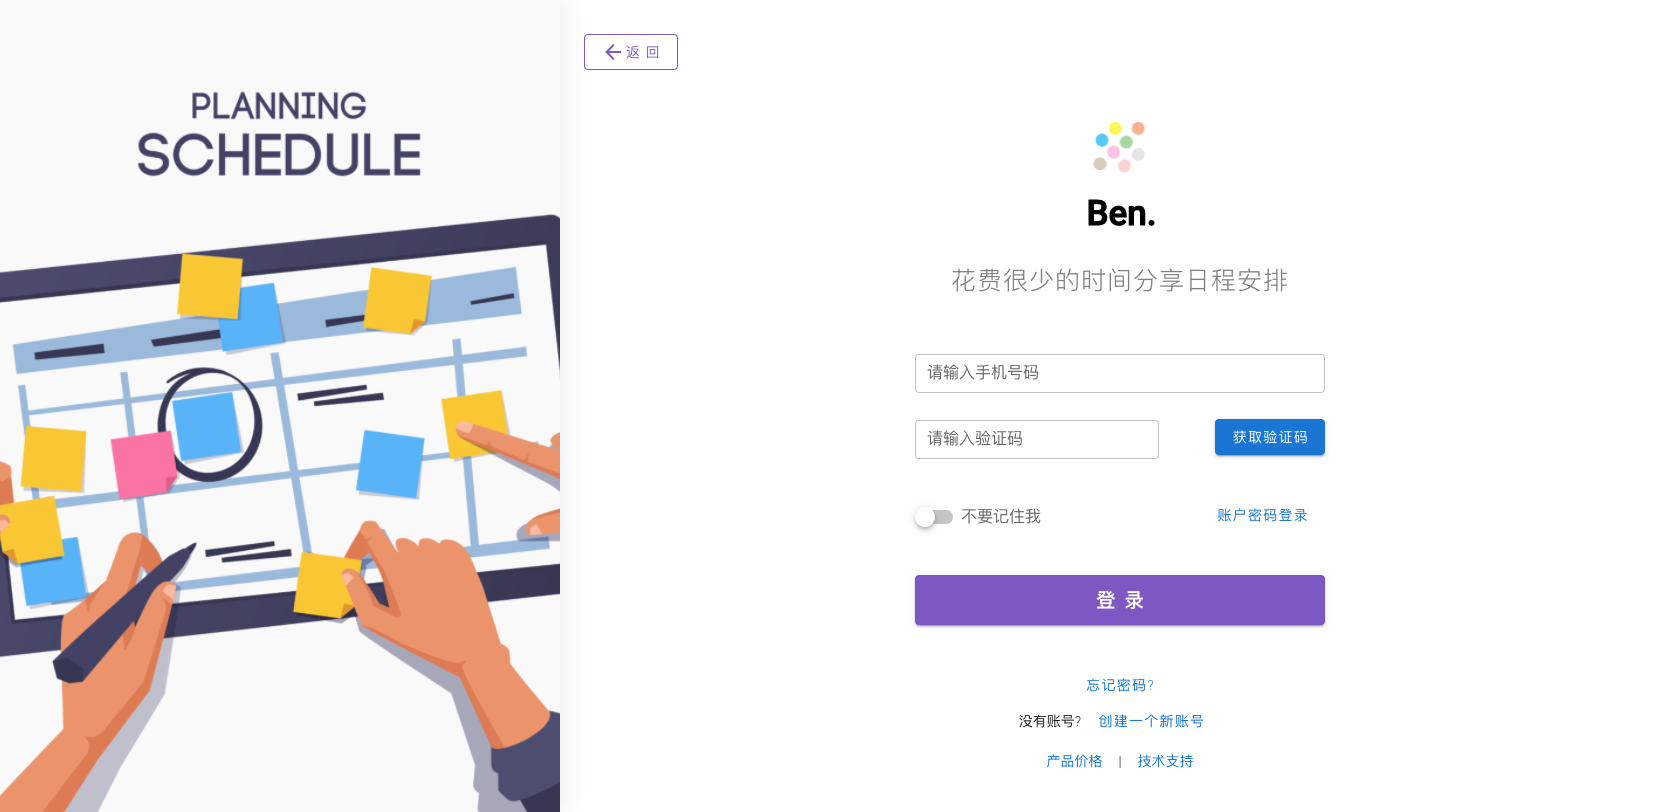 PLANNING
SCHEDULE
返 回
Ben.
花费很少的时间分享日程安排
请输入手机号码
请输入验证码
获取验证码
不要记住我
账户密码登录
登 录
忘记密码?
没有账号? 创建一个新账号
产品价格 | 技术支持